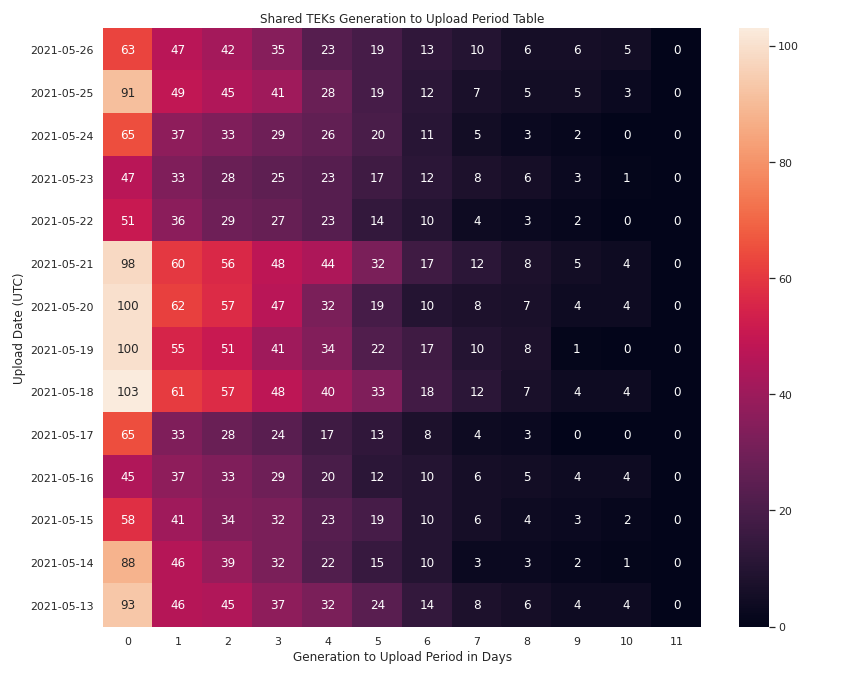 Shared TEKs Generation to Upload Period Table
2021-05-26 63 47 42 35 23 19 13 10 6 6 5 0
2021-05-25 91 49 45 41 28 19 12 7 5 5 3 0
2021-05-24 65 37 33 29 26 20 11 5 3 2 0 0
2021-05-23 47 33 28 25 23 17 12 8 6 3 1 0
2021-05-22 51 36 29 27 23 14 10 4 3 2 0 0
2021-05-21 98 60 56 48 44 32 17 12 8 5 4 0
2021-05-20 100 62 57 47 32 19 10 8 7 4 4 0
2021-05-19 100 55 51 41 34 22 17 10 8 1 0 0
2021-05-18 103 61 57 48 40 33 18 12 7 4 4 0
2021-05-17 65 33 28 24 17 13 8 4 3 0 0 0
2021-05-16 45 37 33 29 20 12 10 6 5 4 4 0
2021-05-15 58 41 34 32 23 19 10 6 4 3 2 0
2021-05-14 88 46 39 32 22 15 10 3 3 2 1 0
2021-05-13 93 46 45 37 32 24 14 8 6 4 4 0
0 1 2 3 4 5 6 7 8 9 10 11
Generation to Upload Period in Days
Upload Date (UTC)
100
80
60
40
20
0